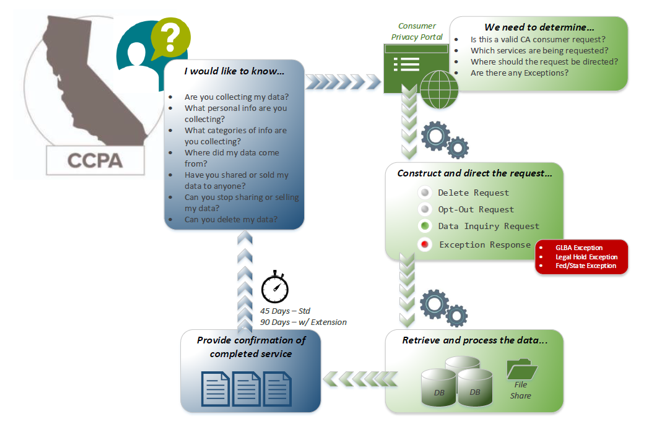 CCPA
?
I would like to know...
Are you collecting my data?
What personal info are you
collecting?
What categories of info are
you collecting?
Where did my data come
from?
Have you shared or sold my
data to anyone?
Can you stop sharing or selling
my data?
Can you delete my data?
Consumer
Privacy Portal
We need to determine...
Is this a valid CA consumer request?
Which services are being requested?
Where should the request be directed?
Are there any Exceptions?
Construct and direct the request...
Delete Request
Opt-Out Request
Data Inquiry Request
Exception Response
GLBA Exception
Legal Hold Exception
Fed/State Exception
Retrieve and process the data...
DB
DB
File
Share
Provide confirmation of
completed service
45 Days – Std
90 Days – w/ Extension